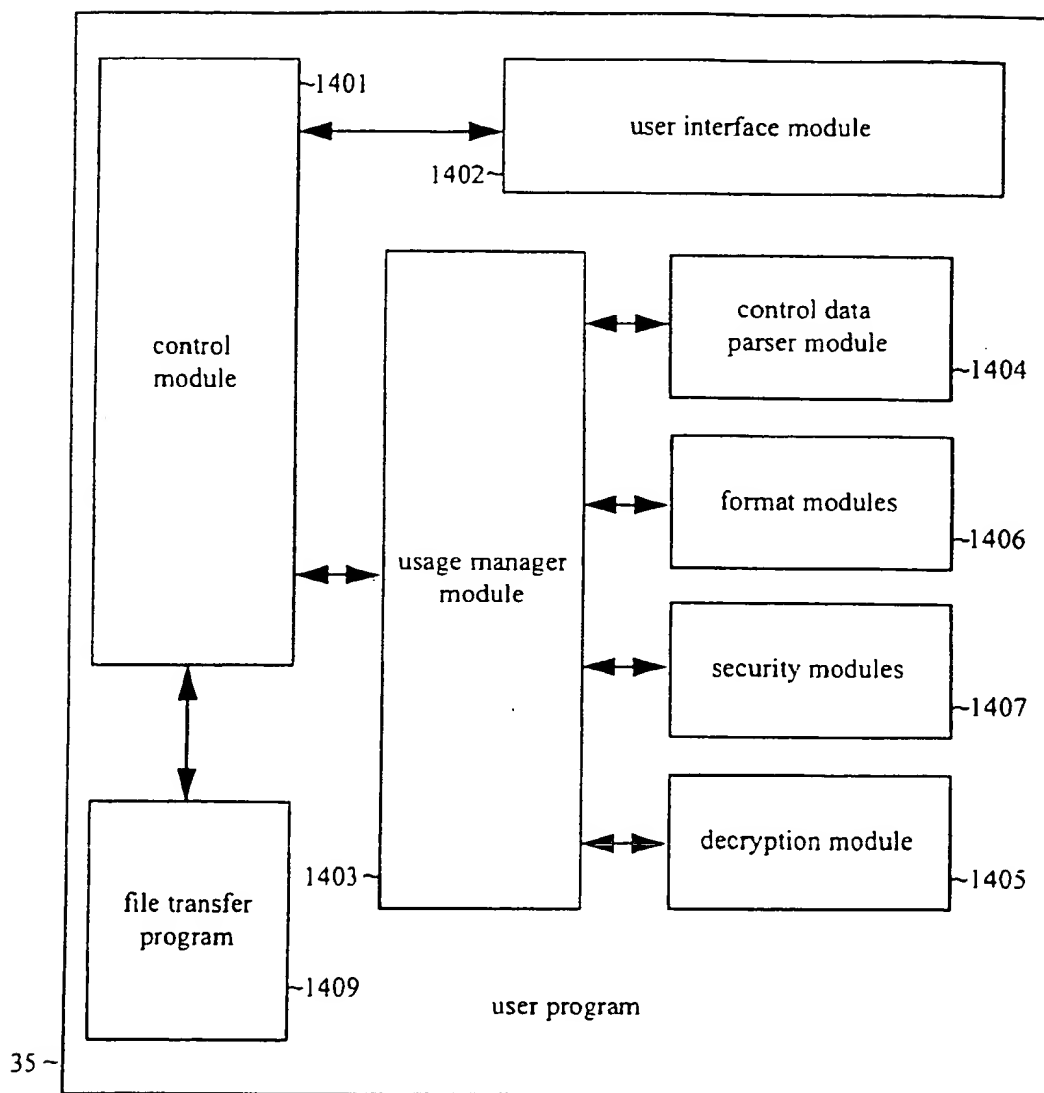 1401
user interface module
1402
control
module
control data
parser module
1404
format modules
1406
usage manager
module
security modules
1407
decryption module
1403
1405
file transfer
program
1409
user program
35